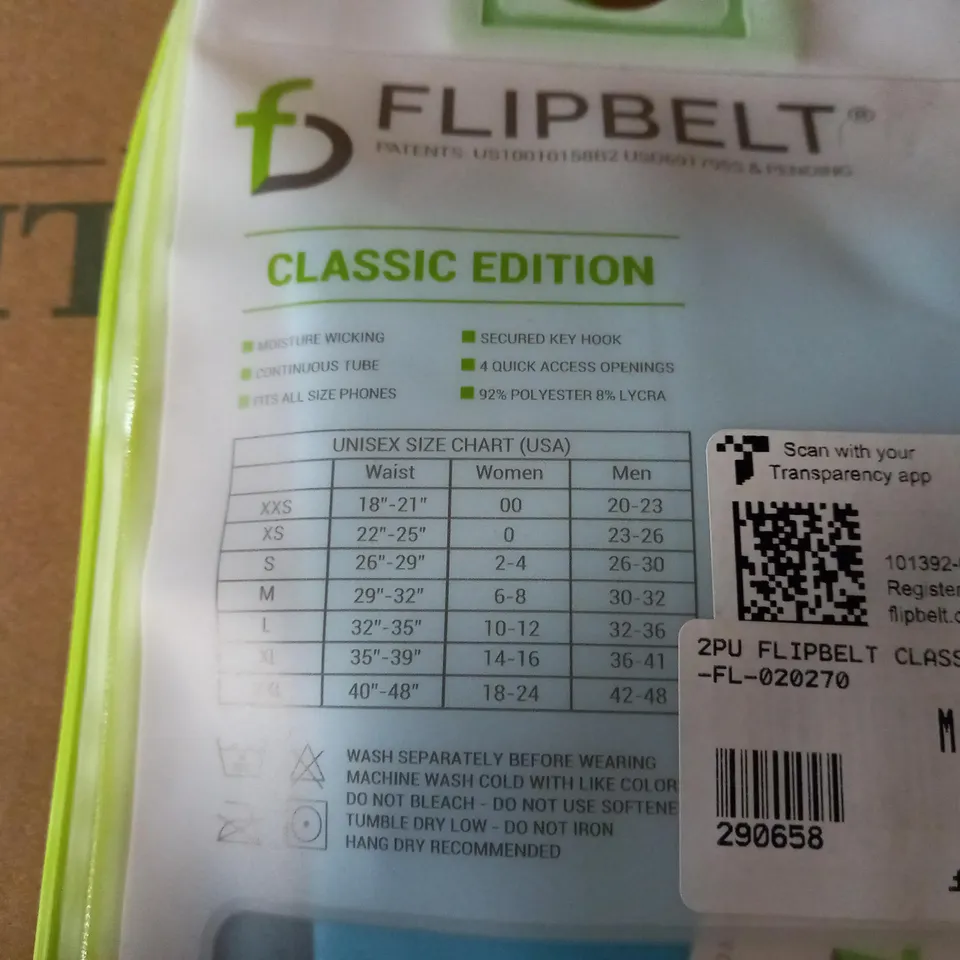 FLIPBELT®
PATENTS: US10010158B2 & PENDING
CLASSIC EDITION
MOISTURE WICKING
CONTINUOUS TUBE
FITS ALL SIZE PHONES
SECURED KEY HOOK
4 QUICK ACCESS OPENINGS
92% POLYESTER 8% LYCRA
UNISEX SIZE CHART (USA)
Waist Women Men
XXS 18"-21" 00 20-23
XS 22"-25" 0 23-26
S 26"-29" 2-4 26-30
M 29"-32" 6-8 30-32
L 32"-35" 10-12 32-36
XL 35"-39" 14-16 36-41
40"-48" 18-24 42-48
WASH SEPARATELY BEFORE WEARING
MACHINE WASH COLD WITH LIKE COLOR
DO NOT BLEACH - DO NOT USE SOFTENE
TUMBLE DRY LOW - DO NOT IRON
HANG DRY RECOMMENDED
Scan with your
Transparency app
101392-
Register
flipbelt.c
2PU FLIPBELT CLASS
-FL-020270
M
290658